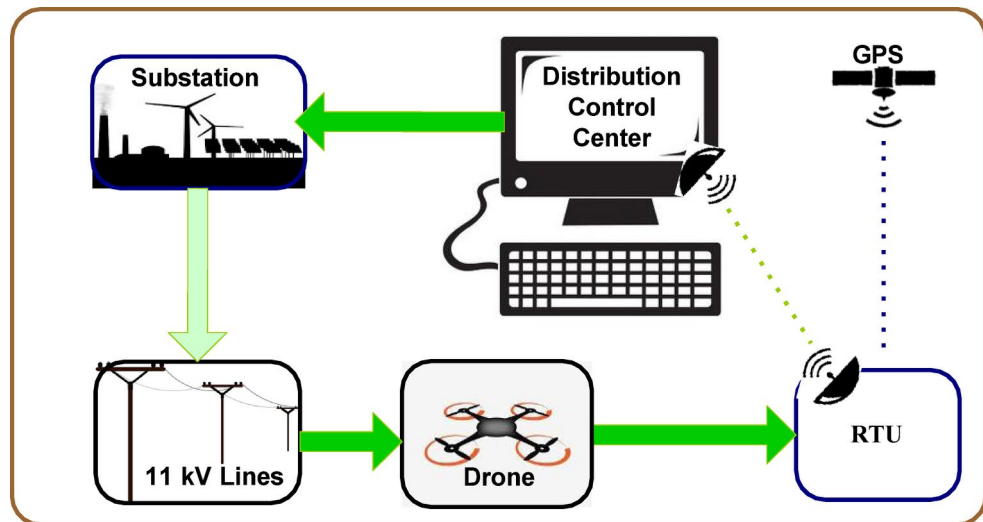 Substation
Distribution
Control
Center
GPS
11 kV Lines
Drone
RTU